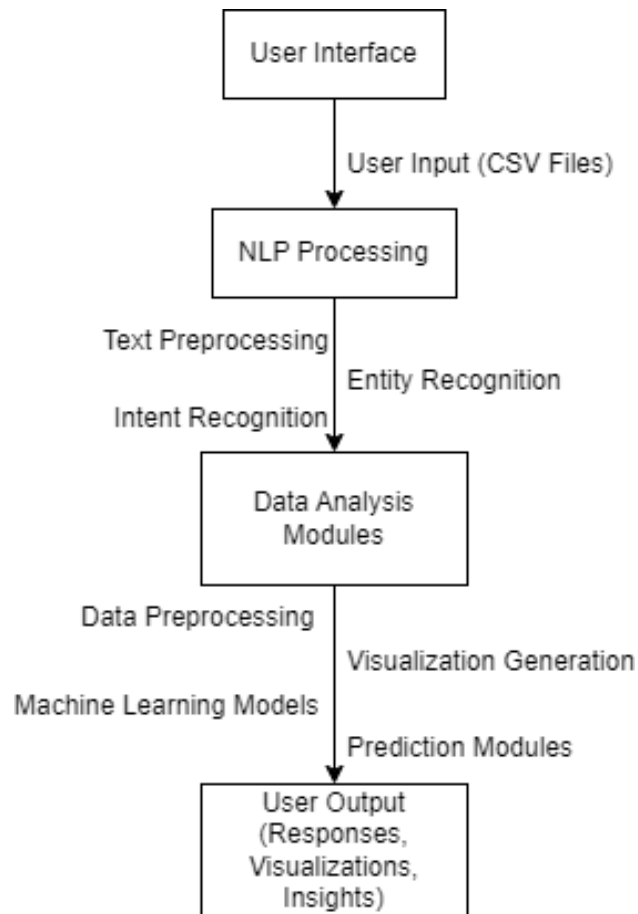 User Interface
User Input (CSV Files)
NLP Processing
Text Preprocessing
Entity Recognition
Intent Recognition
Data Analysis
Modules
Data Preprocessing
Visualization Generation
Machine Learning Models
Prediction Modules
User Output
(Responses,
Visualizations,
Insights)